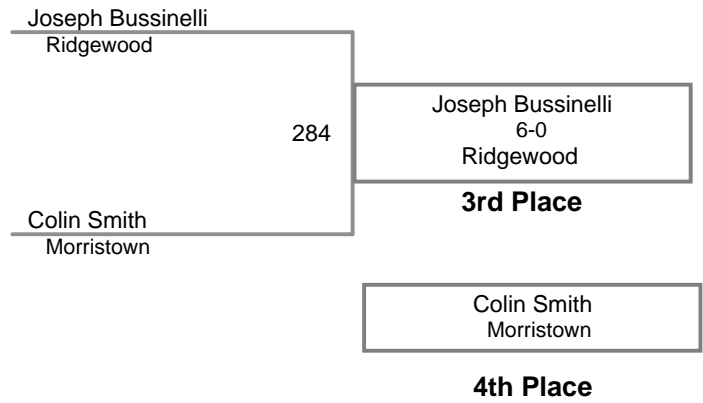 Joseph Bussinelli
Ridgewood
284
Joseph Bussinelli
6-0
Ridgewood
3rd Place
Colin Smith
Morristown
Colin Smith
Morristown
4th Place